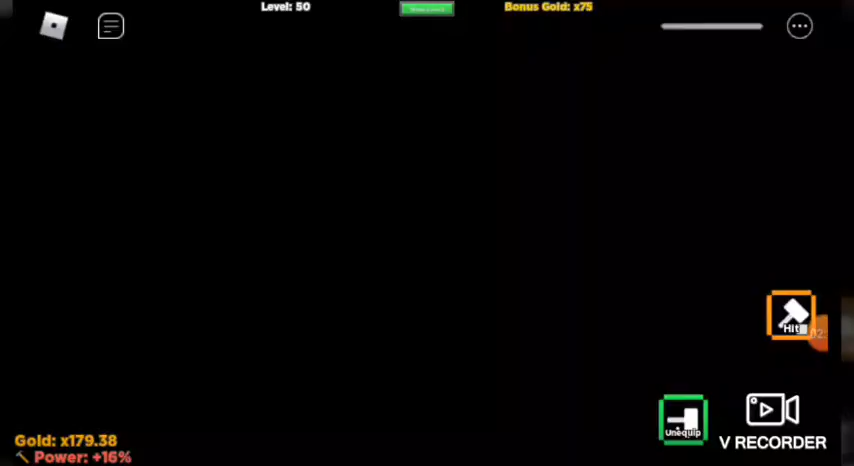 Level: 50
Bonus Gold: x75
Hit
Unequip
V RECORDER
Gold: x179.38
Power: +16%